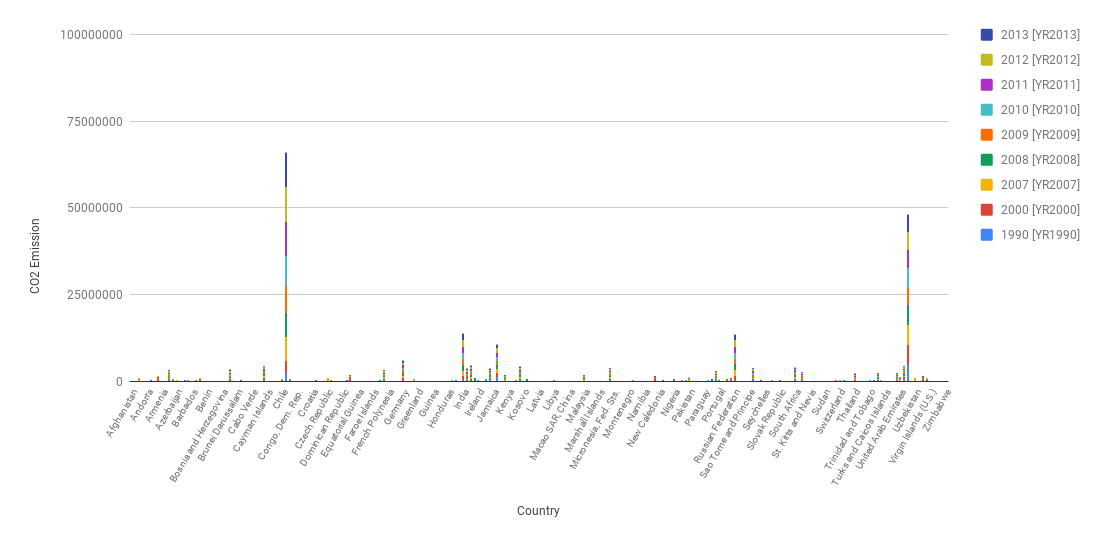 100000000
75000000
50000000
25000000
0
CO2 Emission
2013 [YR2013]
2012 [YR2012]
2011 [YR2011]
2010 [YR2010]
2009 [YR2009]
2008 [YR2008]
2007 [YR2007]
2000 [YR2000]
1990 [YR1990]
Afghanistan
Andorra
Armenia
Azerbaijan
Barbados
Benin
Bosnia and Herzegovina
Brunei Darussalam
Cabo Verde
Cayman Islands
Chile
Congo, Dem. Rep.
Croatia
Czech Republic
Dominican Republic
Equatorial Guinea
Faroe Islands
French Polynesia
Germany
Greenland
Guinea
Honduras
India
Ireland
Jamaica
Kenya
Kosovo
Latvia
Libya
Macao SAR, China
Malaysia
Marshall Islands
Micronesia, Fed. Sts.
Montenegro
Namibia
New Caledonia
Nigeria
Pakistan
Paraguay
Portugal
Russian Federation
Sao Tome and Principe
Seychelles
Slovak Republic
South Africa
St. Kitts and Nevis
Sudan
Switzerland
Thailand
Trinidad and Tobago
Turks and Caicos Islands
United Arab Emirates
Uzbekistan
Virgin Islands (U.S.)
Zimbabwe
Country